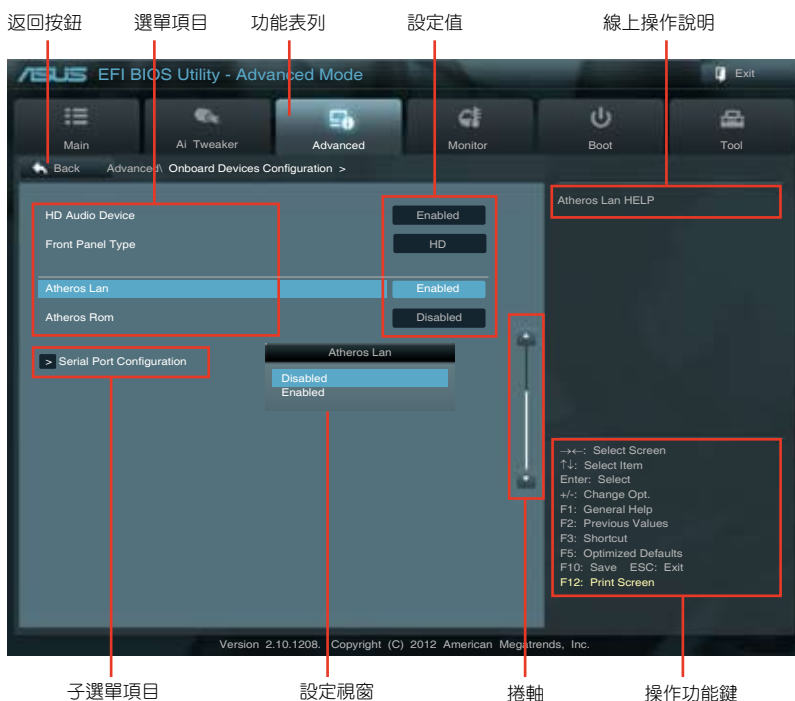 返回按鈕 選單項目 功能表列 設定值 線上操作說明
ASUS EFI BIOS Utility - Advanced Mode Exit
Main Ai Tweaker Advanced Monitor Boot Tool
Back Advanced\ Onboard Devices Configuration >
Atheros Lan HELP
HD Audio Device Enabled
Front Panel Type HD
Atheros Lan Enabled
Atheros Rom Disabled
> Serial Port Configuration
Atheros Lan
Disabled
Enabled
→←: Select Screen
↑↓: Select Item
Enter: Select
+/-: Change Opt.
F1: General Help
F2: Previous Values
F3: Shortcut
F5: Optimized Defaults
F10: Save ESC: Exit
F12: Print Screen
Version 2.10.1208. Copyright (C) 2012 American Megatrends, Inc.
子選單項目 設定視窗 捲軸 操作功能鍵